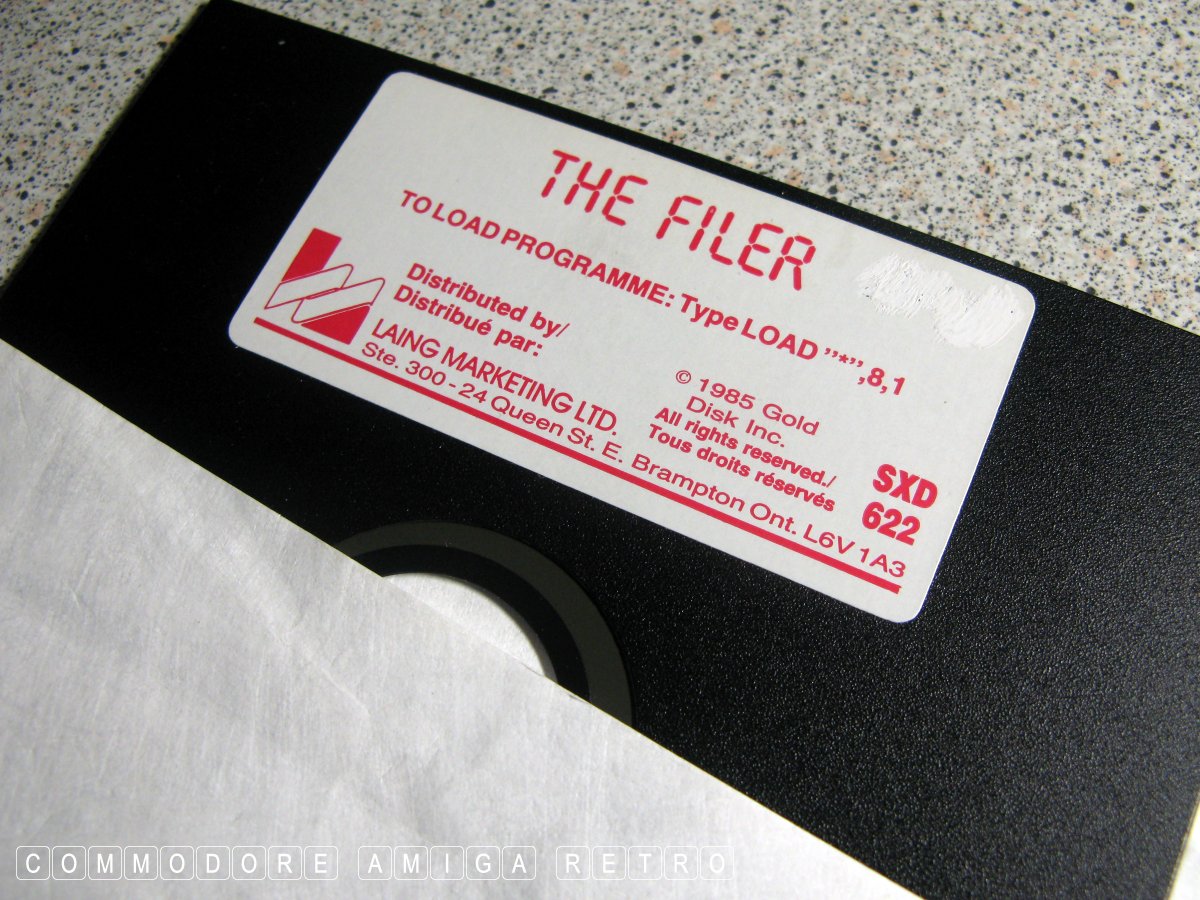 THE FILER
TO LOAD PROGRAMME: Type LOAD "*",8,1
Distributed by/
Distribué par:
LAING MARKETING LTD.
Ste. 300 - 24 Queen St. E. Brampton Ont. L6V 1A3
© 1985 Gold
Disk Inc.
All rights reserved./
Tous droits réservés
SXD
622
COMMODORE AMIGA RETRO